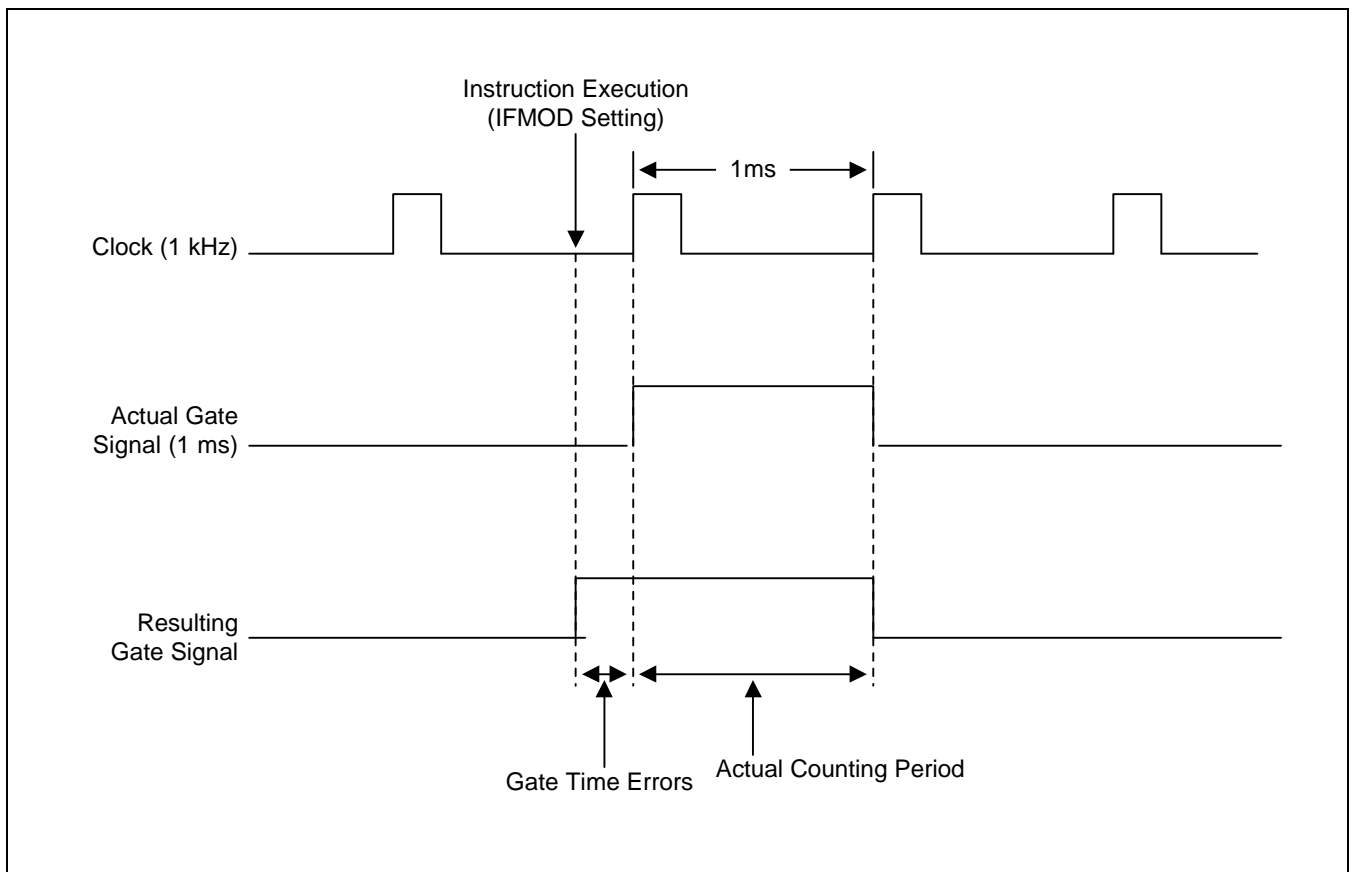 Instruction Execution
(IFMOD Setting)
1ms
Clock (1 kHz)
Actual Gate
Signal (1 ms)
Resulting
Gate Signal
Gate Time Errors
Actual Counting Period